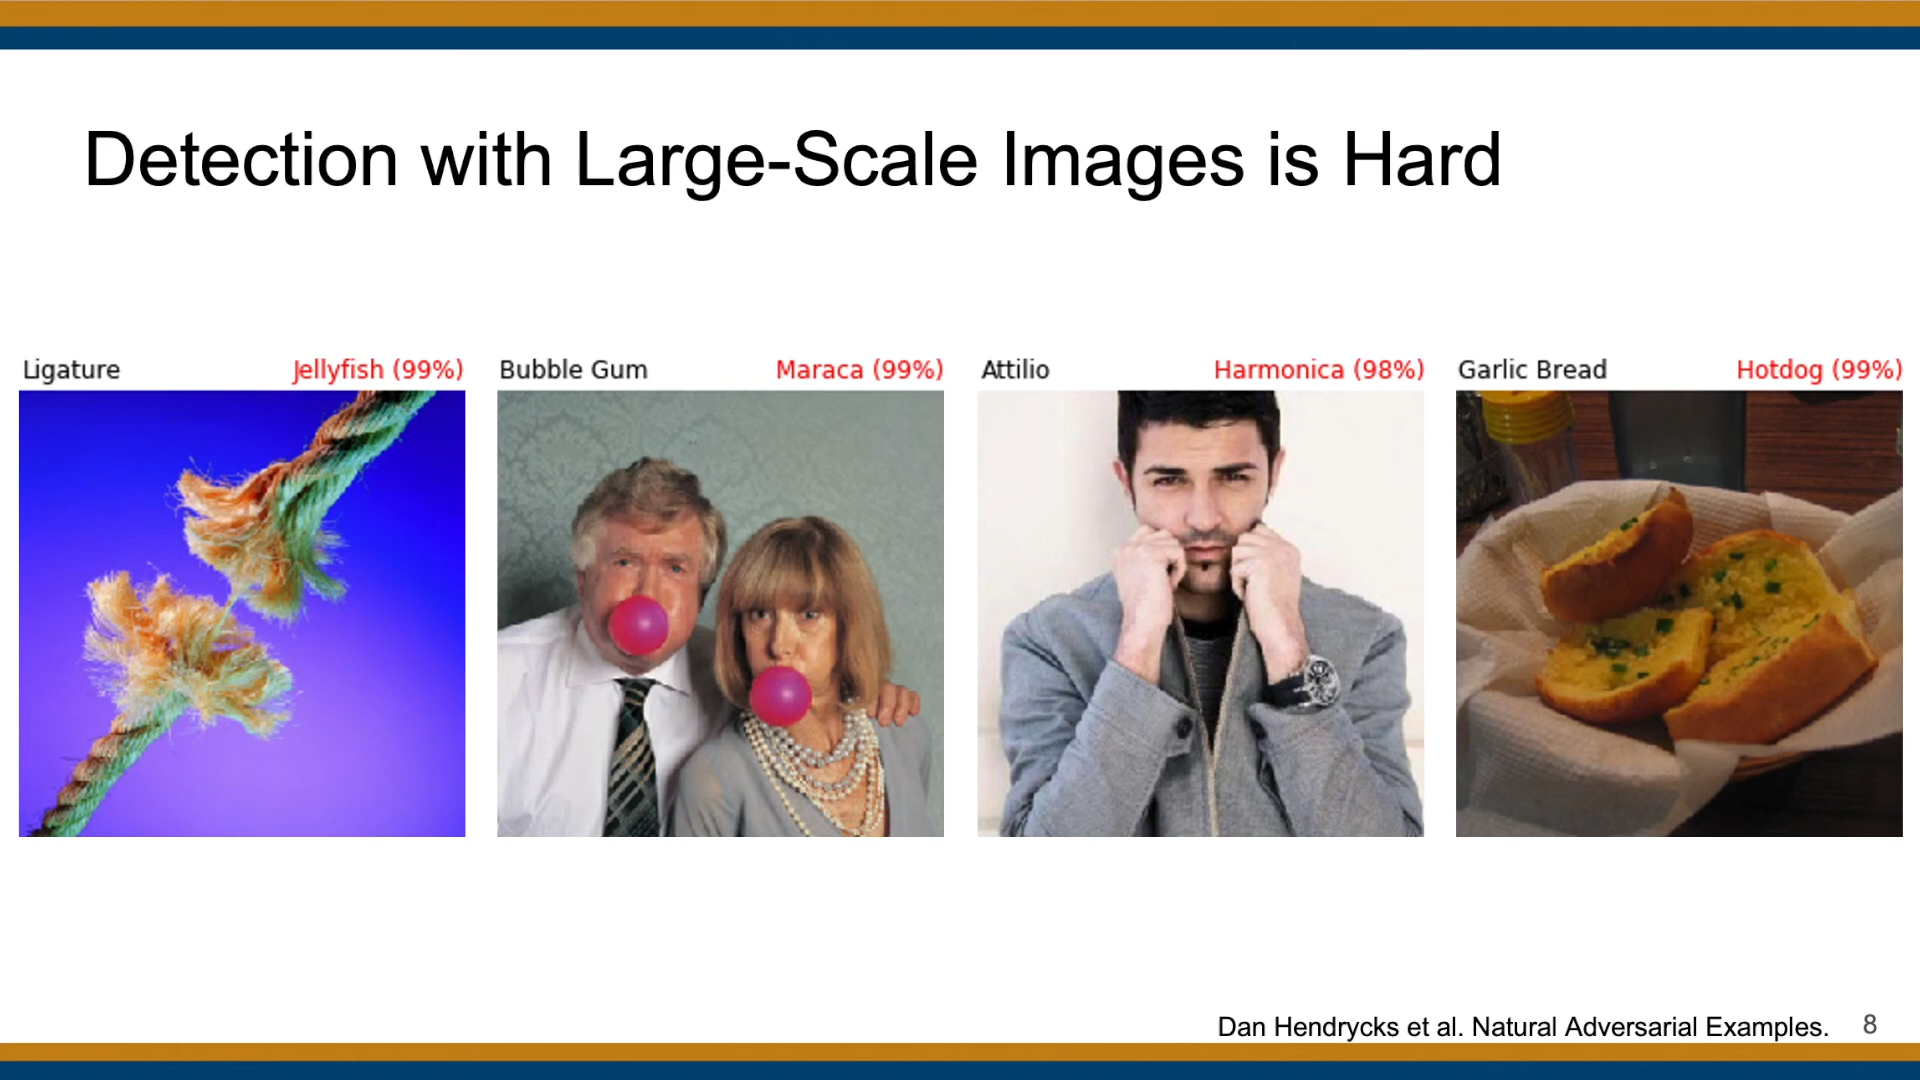 Detection with Large-Scale Images is Hard
Ligature Jellyfish (99%) Bubble Gum Maraca (99%) Attilio Harmonica (98%) Garlic Bread Hotdog (99%)
Dan Hendrycks et al. Natural Adversarial Examples. 8